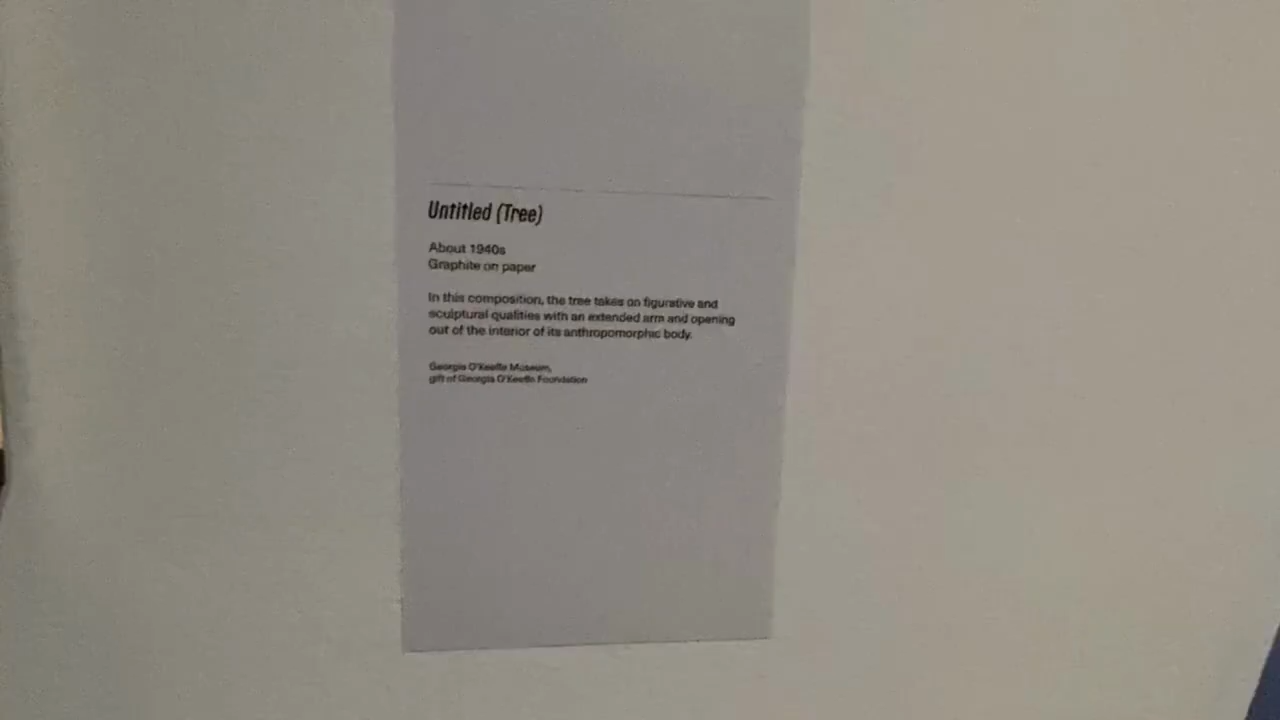 Untitled (Tree)
About 1940s
Graphite on paper
In this composition, the tree takes on figurative and
sculptural qualities with an extended arm and opening
out of the interior of its anthropomorphic body.
Georgia O'Keeffe Museum,
gift of Georgia O'Keeffe Foundation